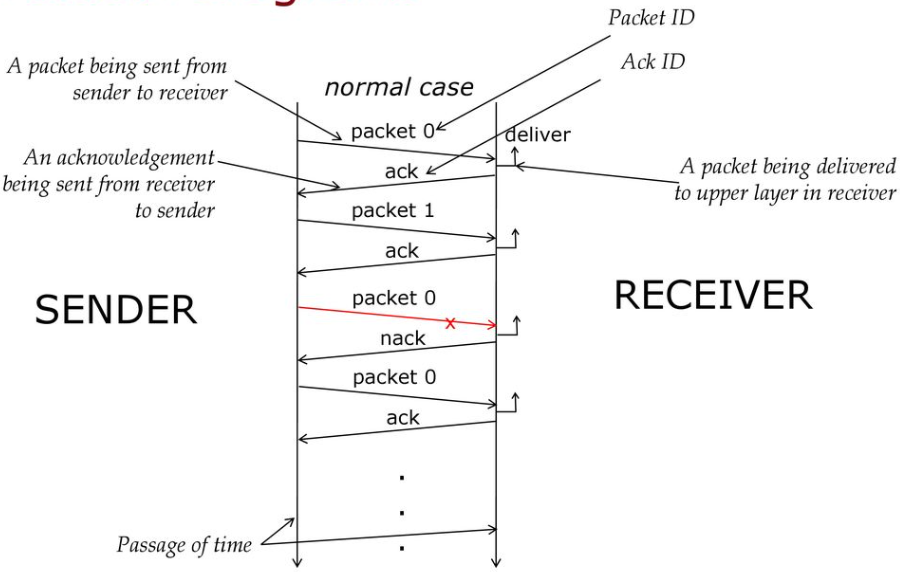 Packet ID
Ack ID
A packet being sent from
sender to receiver
normal case
packet 0
deliver
An acknowledgement
being sent from receiver
to sender
ack
A packet being delivered
to upper layer in receiver
packet 1
ack
SENDER
RECEIVER
packet 0
x
nack
packet 0
ack
.
.
.
Passage of time